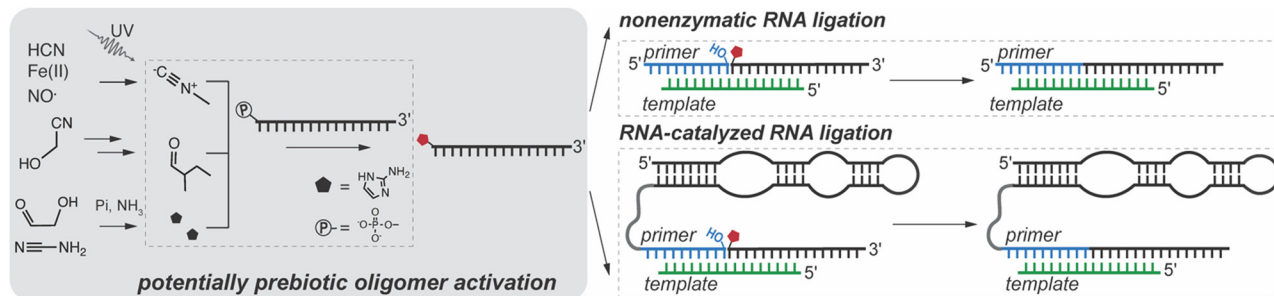 UV
HCN
Fe(II)
NO·
-C≡N+
CN
HO
O
O
OH
N≡ NH2
Pi, NH3
P
3'
3'
= HN NH2 N
P- = O -O-P-O- O-
potentially prebiotic oligomer activation
nonenzymatic RNA ligation
5' primer HO 3'
template 5'
5'
template 5'
RNA-catalyzed RNA ligation
5'
primer HO 3'
template 5'
5'
primer
template 5'